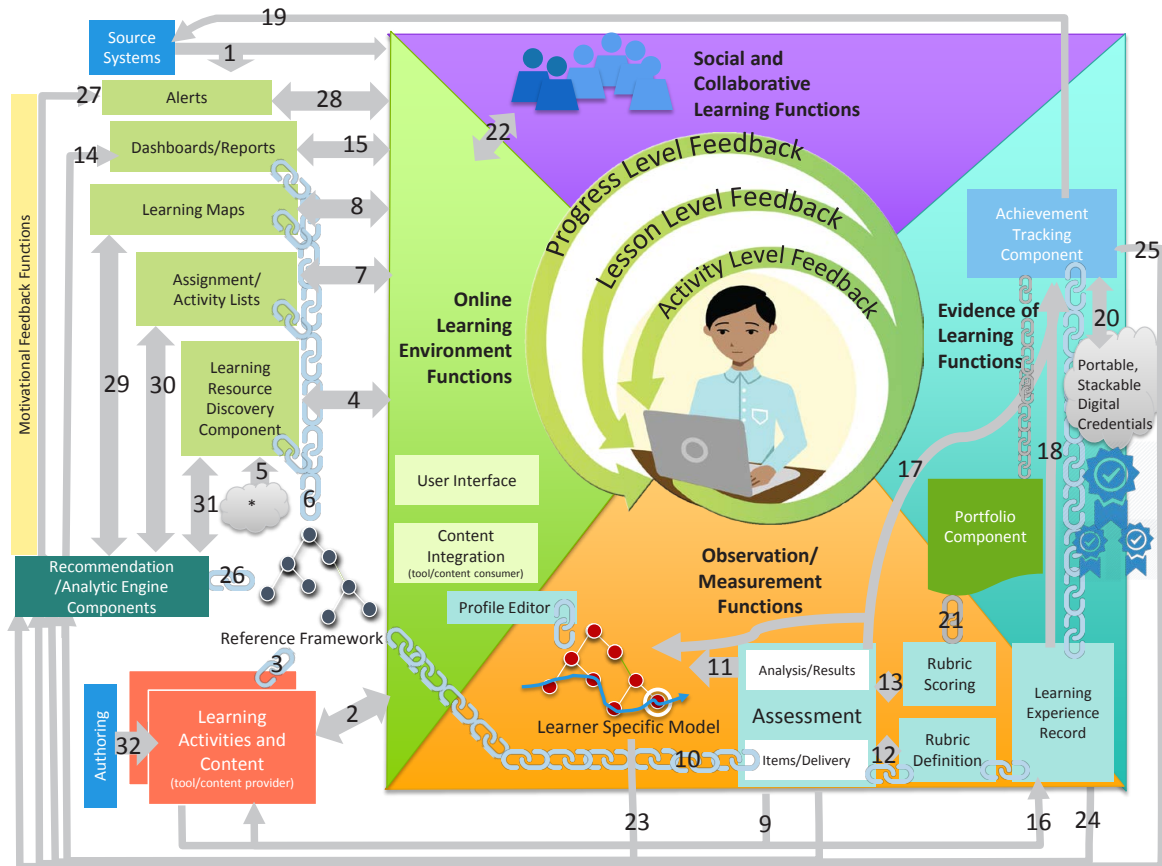 19
Source
Systems
1
27
Alerts
28
14
Dashboards/Reports
15
Learning Maps
8
Assignment/
Activity Lists
7
Learning
Resource
Discovery
Component
4
29
30
31
5
*
6
Motivational Feedback Functions
Recommendation
/Analytic Engine
Components
26
Reference Framework
3
Authoring
32
Learning
Activities and
Content
(tool/content provider)
2
22
Social and
Collaborative
Learning Functions
Progress Level Feedback
Lesson Level Feedback
Activity Level Feedback
Online
Learning
Environment
Functions
User Interface
Content
Integration
(tool/content consumer)
Profile Editor
Observation/
Measurement
Functions
Learner Specific Model
11
Analysis/Results
Assessment
Items/Delivery
10
13
12
Rubric
Scoring
Rubric
Definition
21
Portfolio
Component
Learning
Experience
Record
Evidence of
Learning
Functions
Achievement
Tracking
Component
25
20
Portable,
Stackable
Digital
Credentials
17
18
23
9
16
24